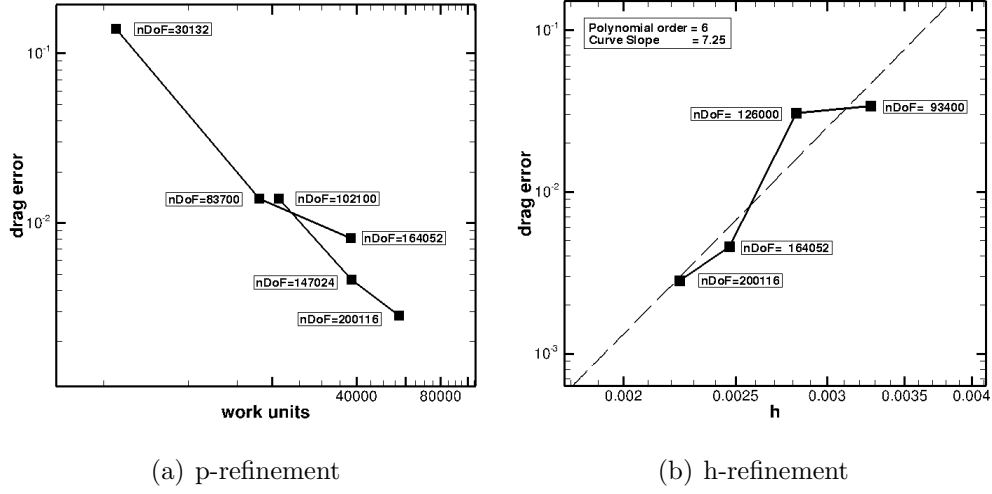 10⁻¹
10⁻²
drag error
nDoF=30132
nDoF=83700
nDoF=102100
nDoF=164052
nDoF=147024
nDoF=200116
40000
80000
work units
(a) p-refinement
Polynomial order = 6
Curve Slope = 7.25
10⁻¹
10⁻²
10⁻³
drag error
nDoF= 126000
nDoF= 93400
nDoF= 164052
nDoF=200116
0.002
0.0025
0.003
0.0035
0.004
h
(b) h-refinement